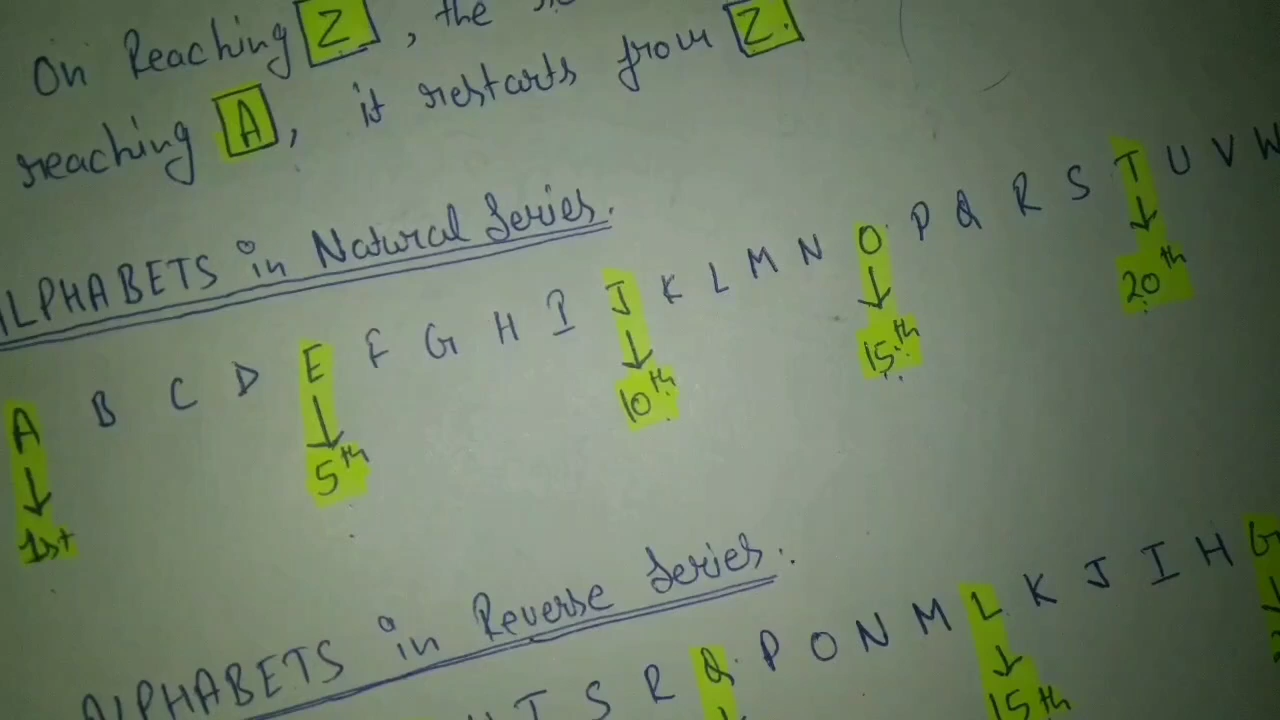 On Reaching Z, the
reaching A, it restarts from Z.
ALPHABETS in Natural Series.
A B C D E F G H I J K L M N O P Q R S T U V W
1st 5th 10th 15th 20th
ALPHABETS in Reverse Series.
T S R Q P O N M L K J I H G
15th